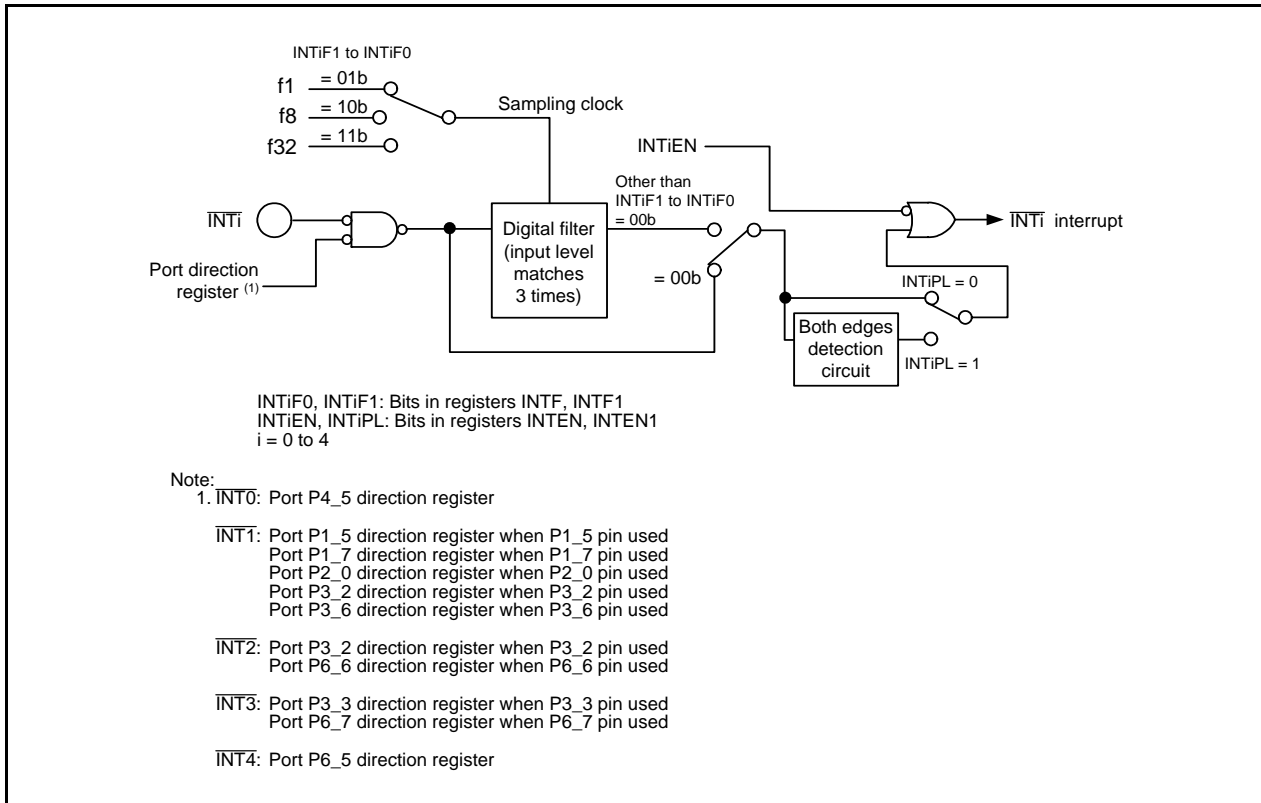 INTiF1 to INTiF0
f1 = 01b
f8 = 10b
f32 = 11b
Sampling clock
INTiEN
Other than
INTiF1 to INTiF0
= 00b
I̅N̅T̅i̅
Digital filter
(input level
matches
3 times)
= 00b
I̅N̅T̅i̅ interrupt
Port direction
register (1)
INTiPL = 0
Both edges
detection
circuit
INTiPL = 1
INTiF0, INTiF1: Bits in registers INTF, INTF1
INTiEN, INTiPL: Bits in registers INTEN, INTEN1
i = 0 to 4
Note:
1. I̅N̅T̅0̅: Port P4_5 direction register
I̅N̅T̅1̅: Port P1_5 direction register when P1_5 pin used
Port P1_7 direction register when P1_7 pin used
Port P2_0 direction register when P2_0 pin used
Port P3_2 direction register when P3_2 pin used
Port P3_6 direction register when P3_6 pin used
I̅N̅T̅2̅: Port P3_2 direction register when P3_2 pin used
Port P6_6 direction register when P6_6 pin used
I̅N̅T̅3̅: Port P3_3 direction register when P3_3 pin used
Port P6_7 direction register when P6_7 pin used
I̅N̅T̅4̅: Port P6_5 direction register